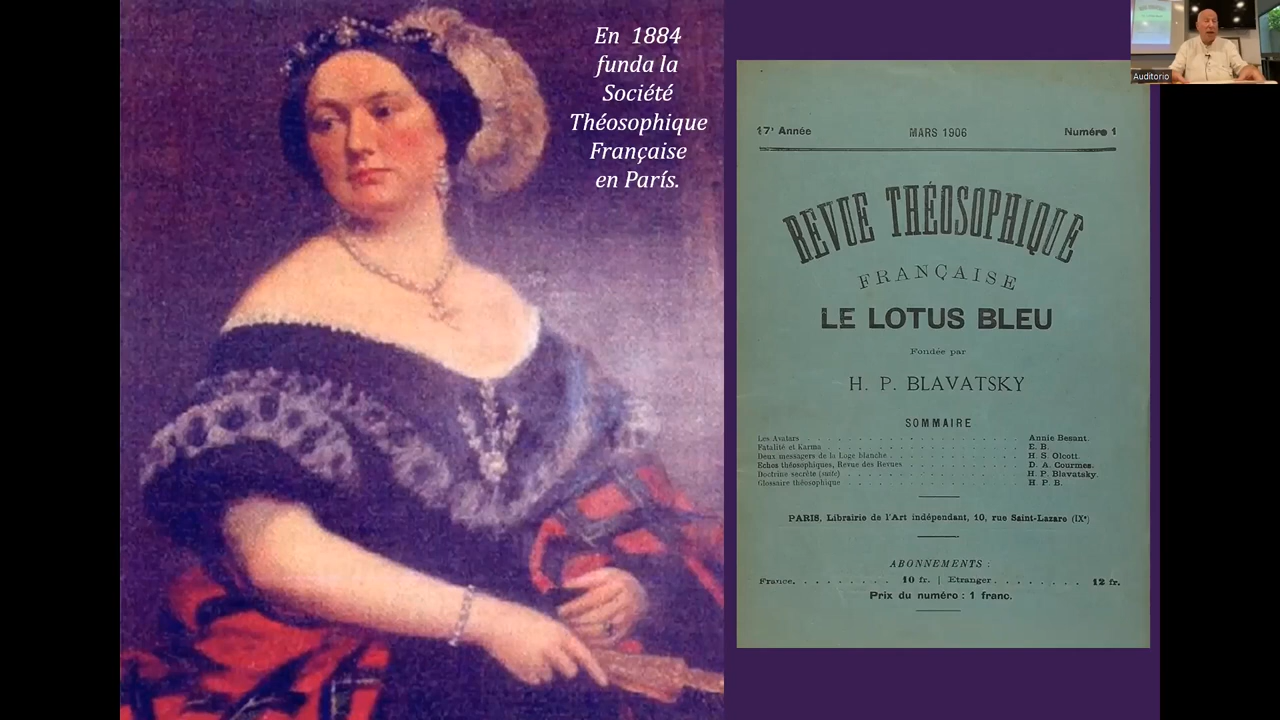 En 1884
funda la
Société
Théosophique
Française
en París.
17e Année MARS 1906 Numéro 1
REVUE THÉOSOPHIQUE
FRANÇAISE
LE LOTUS BLEU
Fondée par
H. P. BLAVATSKY
SOMMAIRE
Les Avatars . . . . . . . . . . Annie Besant.
Fatalité et Karma . . . . . . . . . . E. B.
Deux messagers de la Loge blanche . . . . . . . . . . H. S. Olcott.
Echos théosophiques, Revue des Revues . . . . . . . . . . D. A. Courmes.
Doctrine secrète (suite) . . . . . . . . . . H. P. Blavatsky.
Glossaire théosophique . . . . . . . . . . H. P. B.
PARIS, Librairie de l'Art indépendant, 10, rue Saint-Lazare (IXe)
ABONNEMENTS :
France. . . . . . . . . 10 fr. | Etranger . . . . . . . . 12 fr.
Prix du numéro : 1 franc.
Auditorio